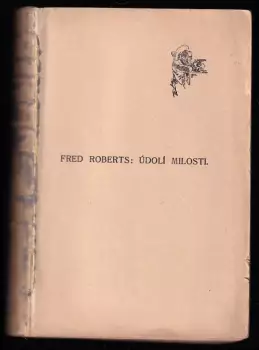 FRED ROBERTS: ÚDOLÍ MILOSTI.